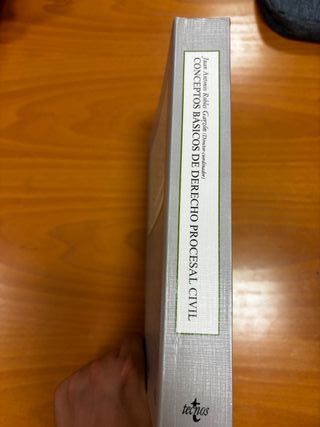 Juan Antonio Robles Garzón (Director-coordinador)
CONCEPTOS BÁSICOS DE DERECHO PROCESAL CIVIL
tecnos